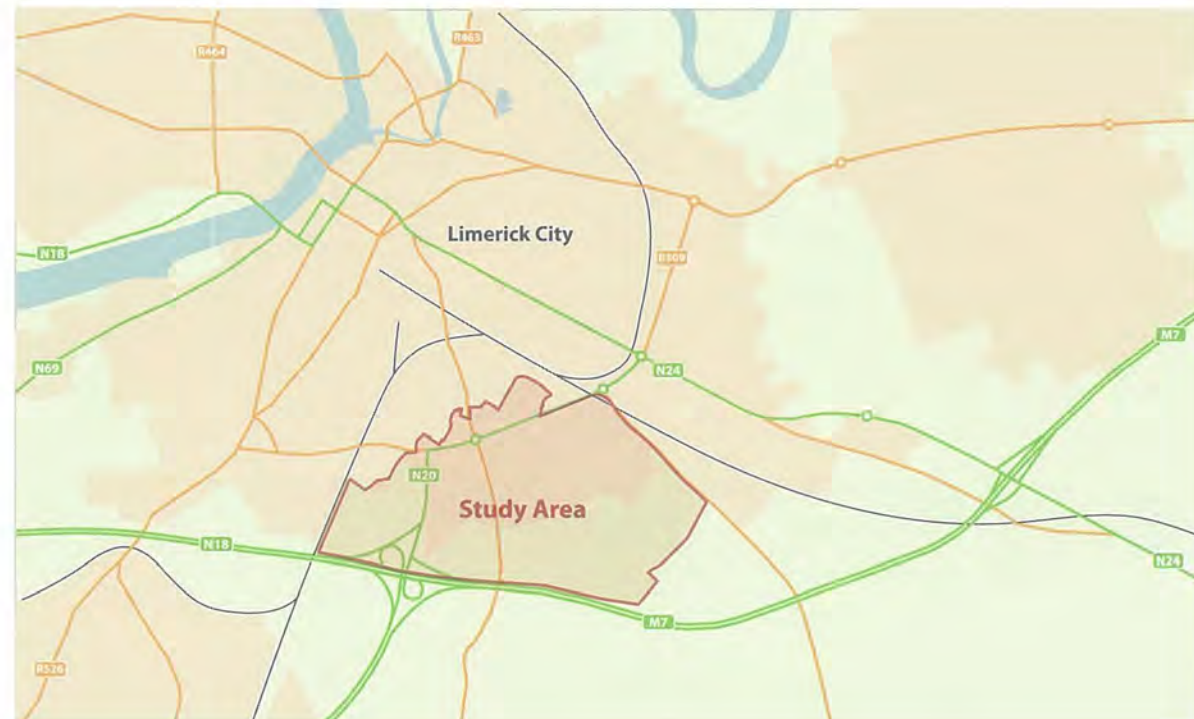 R464
R463
Limerick City
N18
R509
M7
N69
N24
N20
Study Area
N18
N24
M7
R526